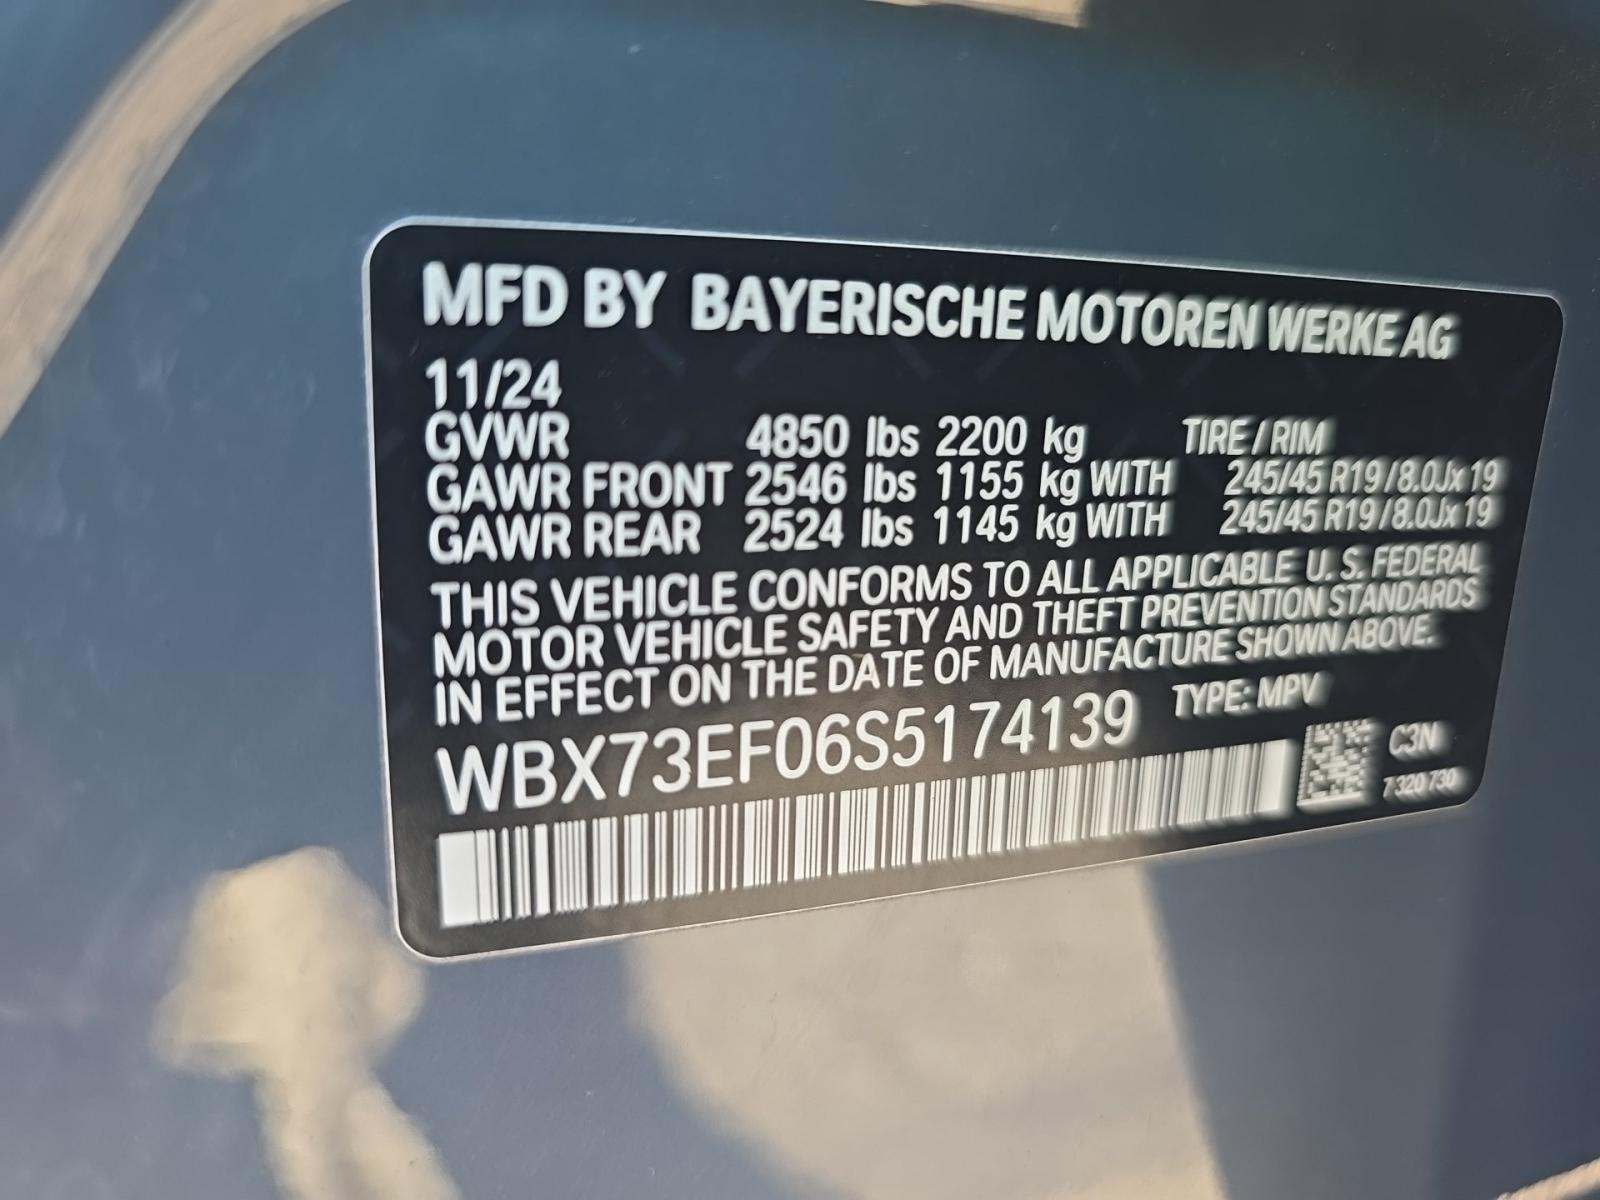 MFD BY BAYERISCHE MOTOREN WERKE AG
11/24
GVWR 4850 lbs 2200 kg TIRE / RIM
GAWR FRONT 2546 lbs 1155 kg WITH 245/45 R19 / 8.0Jx19
GAWR REAR 2524 lbs 1145 kg WITH 245/45 R19 / 8.0Jx19
THIS VEHICLE CONFORMS TO ALL APPLICABLE U. S. FEDERAL
MOTOR VEHICLE SAFETY AND THEFT PREVENTION STANDARDS
IN EFFECT ON THE DATE OF MANUFACTURE SHOWN ABOVE.
WBX73EF06S5174139 TYPE: MPV
C3N
7 320 730